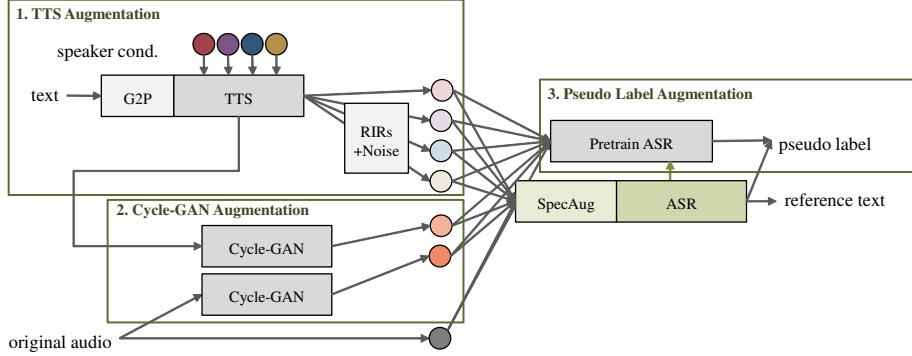 1. TTS Augmentation
speaker cond.
text
G2P
TTS
RIRs
+Noise
2. Cycle-GAN Augmentation
Cycle-GAN
Cycle-GAN
original audio
3. Pseudo Label Augmentation
Pretrain ASR
pseudo label
SpecAug
ASR
reference text